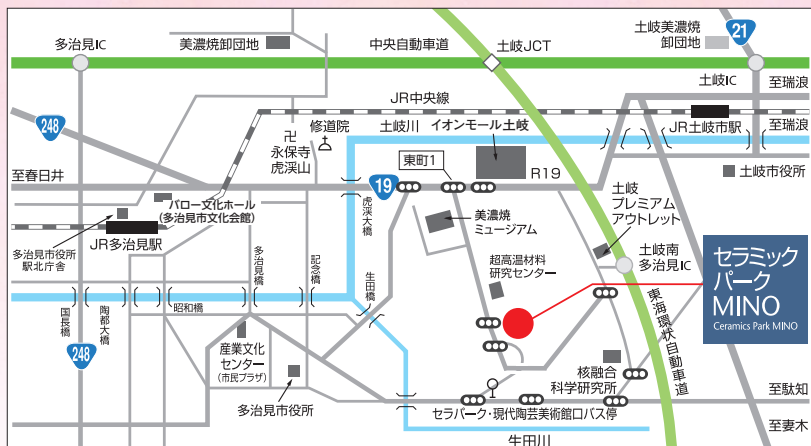 多治見IC
美濃焼卸団地
中央自動車道
土岐JCT
土岐美濃焼
卸団地
21
土岐IC
至瑞浪
248
JR中央線
JR土岐市駅
至瑞浪
卍
永保寺
虎渓山
修道院
土岐川
イオンモール土岐
東町1
R19
土岐市役所
至春日井
19
バロー文化ホール
(多治見市文化会館)
多治見市役所
駅北庁舎
JR多治見駅
虎渓大橋
美濃焼
ミュージアム
土岐
プレミアム
アウトレット
土岐南
多治見IC
超高温材料
研究センター
セラミック
パーク
MINO
Ceramics Park MINO
多治見橋
記念橋
生田橋
国長橋
陶都大橋
昭和橋
東海環状自動車道
248
産業文化
センター
(市民プラザ)
多治見市役所
核融合
科学研究所
至駄知
セラパーク・現代陶芸美術館口バス停
生田川
至妻木